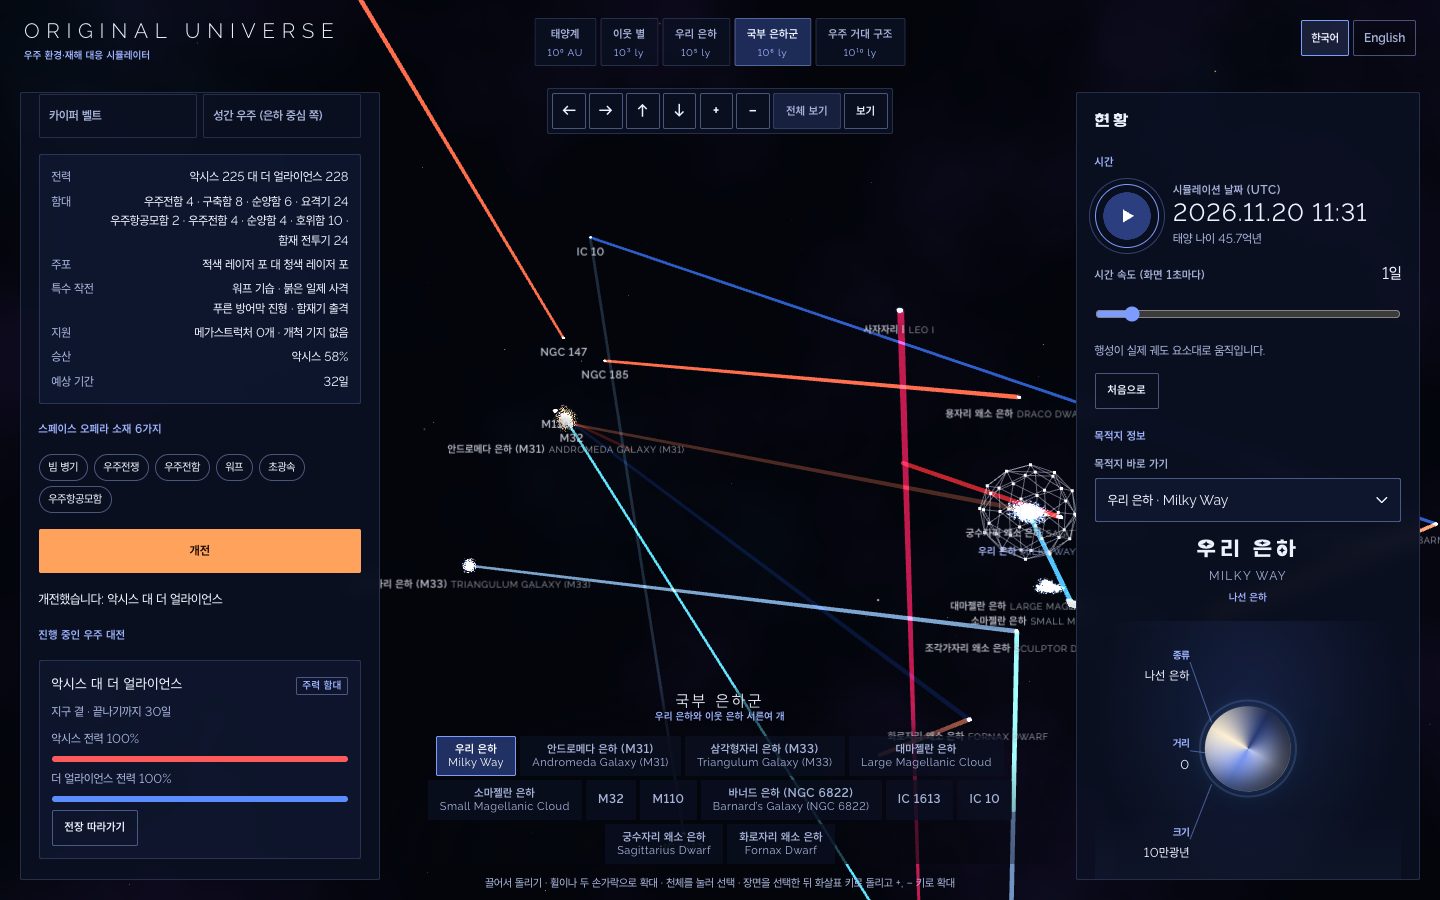 ORIGINAL UNIVERSE
우주 환경·재해 대응 시뮬레이터
태양계
10⁰ AU
이웃 별
10³ ly
우리 은하
10⁵ ly
국부 은하군
10⁶ ly
우주 거대 구조
10¹⁰ ly
한국어
English
← → ↑ ↓ + − 전체 보기 보기
카이퍼 벨트
성간 우주 (은하 중심 쪽)
전력 악시스 225 대 더 얼라이언스 228
함대 우주전함 4 · 구축함 8 · 순양함 6 · 요격기 24
우주항공모함 2 · 우주전함 4 · 순양함 4 · 호위함 10 ·
함재 전투기 24
주포 적색 레이저 포 대 청색 레이저 포
특수 작전 워프 기습 · 붉은 일제 사격
푸른 방어막 진형 · 함재기 출격
지원 메가스트럭처 0개 · 개척 기지 없음
승산 악시스 58%
예상 기간 32일
스페이스 오페라 소재 6가지
빔 병기
우주전쟁
우주전함
워프
초광속
우주항공모함
개전
개전했습니다: 악시스 대 더 얼라이언스
진행 중인 우주 대전
악시스 대 더 얼라이언스
주력 함대
지구 곁 · 끝나기까지 30일
악시스 전력 100%
더 얼라이언스 전력 100%
전장 따라가기
IC 10
NGC 147
NGC 185
M32
안드로메다 은하 (M31) ANDROMEDA GALAXY (M31)
리 은하 (M33) TRIANGULUM GALAXY (M33)
사자자리 I LEO I
용자리 왜소 은하 DRACO DWA
궁수자리 왜소 은하
우리 은하
대마젤란 은하 LARGE MAG
소마젤란 은하 SMALL M
조각가자리 왜소 은하 SCULPTOR D
화로자리 왜소 은하 FORNAX DWARF
BARN
국부 은하군
우리 은하와 이웃 은하 서른여 개
우리 은하
Milky Way
안드로메다 은하 (M31)
Andromeda Galaxy (M31)
삼각형자리 은하 (M33)
Triangulum Galaxy (M33)
대마젤란 은하
Large Magellanic Cloud
소마젤란 은하
Small Magellanic Cloud
M32
M110
바너드 은하 (NGC 6822)
Barnard's Galaxy (NGC 6822)
IC 1613
IC 10
궁수자리 왜소 은하
Sagittarius Dwarf
화로자리 왜소 은하
Fornax Dwarf
끌어서 돌리기 · 휠이나 두 손가락으로 확대 · 천체를 눌러 선택 · 장면을 선택한 뒤 화살표 키로 돌리고 +, − 키로 확대
현황
시간
시뮬레이션 날짜 (UTC)
2026.11.20 11:31
태양 나이 45.7억년
시간 속도 (화면 1초마다) 1일
행성이 실제 궤도 요소대로 움직입니다.
처음으로
목적지 정보
목적지 바로 가기
우리 은하 · Milky Way
우리 은하
MILKY WAY
나선 은하
종류
나선 은하
거리
0
크기
10만광년